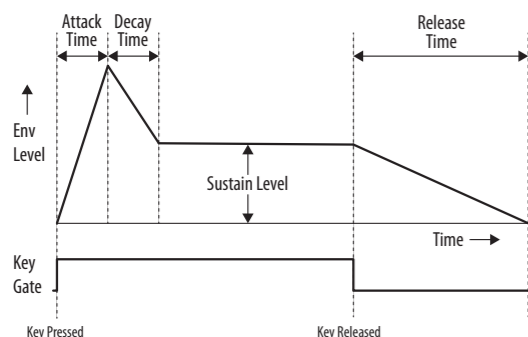 Attack
Time
Decay
Time
Release
Time
Env
Level
Sustain Level
Time
Key
Gate
Key Pressed
Key Released